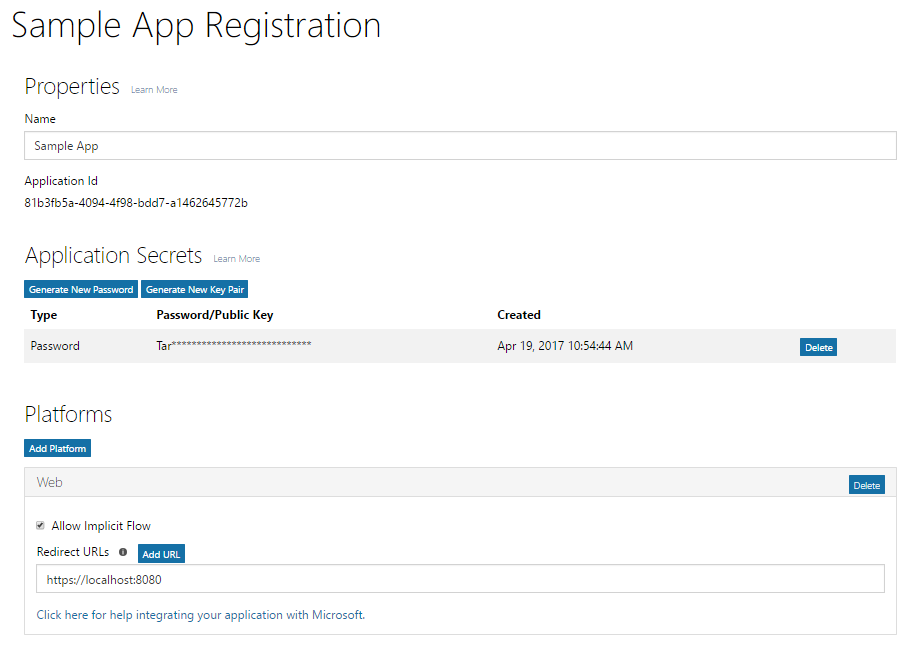 Sample App Registration
Properties Learn More
Name
Sample App
Application Id
81b3fb5a-4094-4f98-bdd7-a1462645772b
Application Secrets Learn More
Generate New Password Generate New Key Pair
Type Password/Public Key Created
Password Tar**************************** Apr 19, 2017 10:54:44 AM Delete
Platforms
Add Platform
Web Delete
Allow Implicit Flow
Redirect URLs Add URL
https://localhost:8080
Click here for help integrating your application with Microsoft.